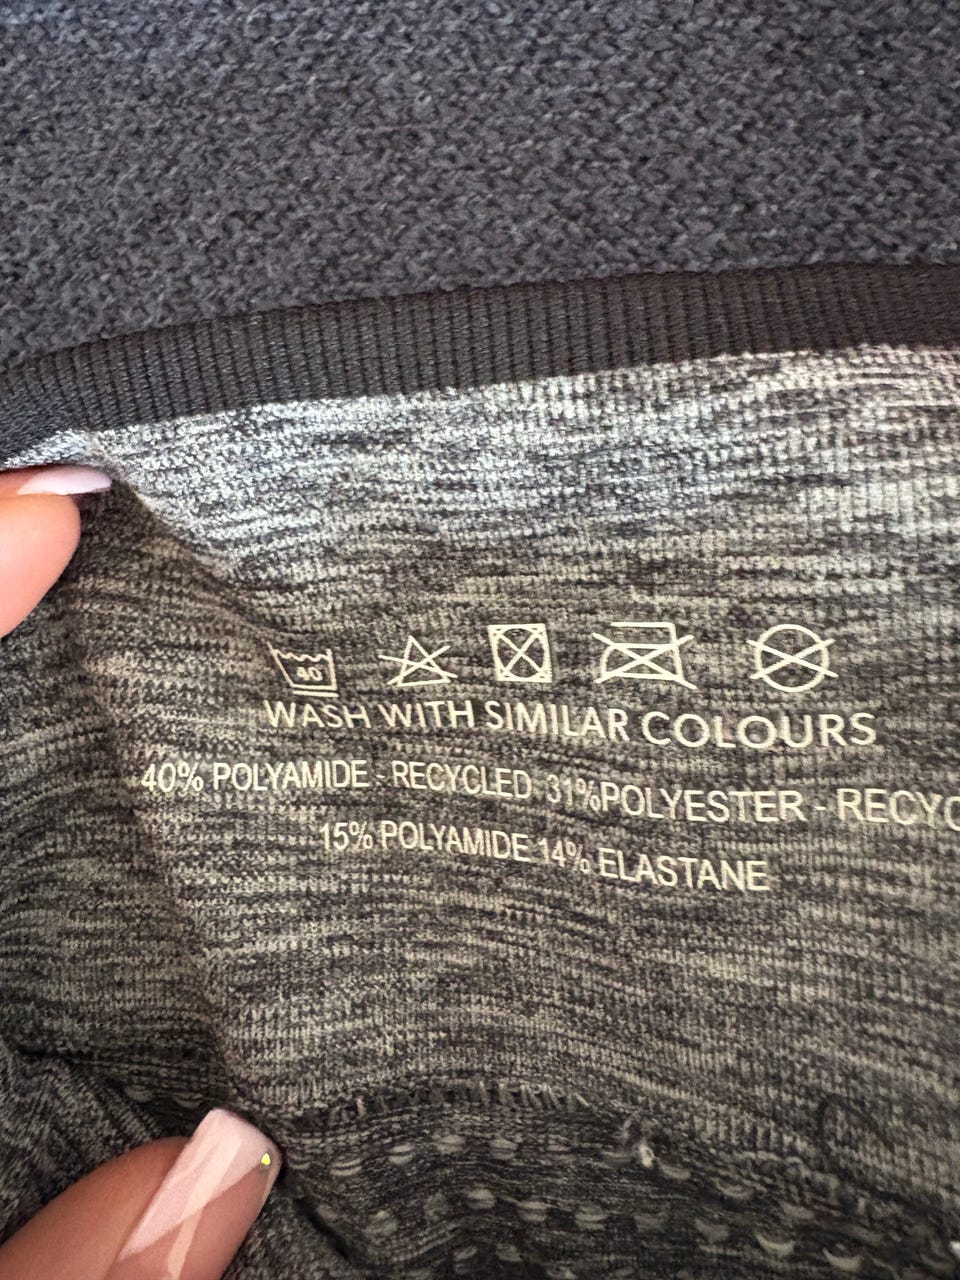 40
WASH WITH SIMILAR COLOURS
40% POLYAMIDE - RECYCLED 31%POLYESTER - RECYC
15% POLYAMIDE 14% ELASTANE